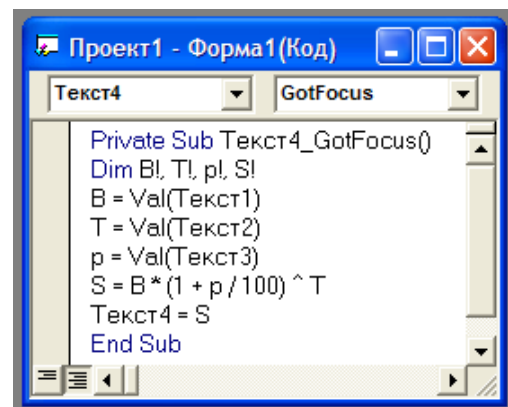 Проект1 - Форма1(Код)
Текст4 GotFocus
Private Sub Текст4_GotFocus()
Dim B!, T!, p!, S!
B = Val(Текст1)
T = Val(Текст2)
p = Val(Текст3)
S = B * (1 + p / 100) ^ T
Текст4 = S
End Sub